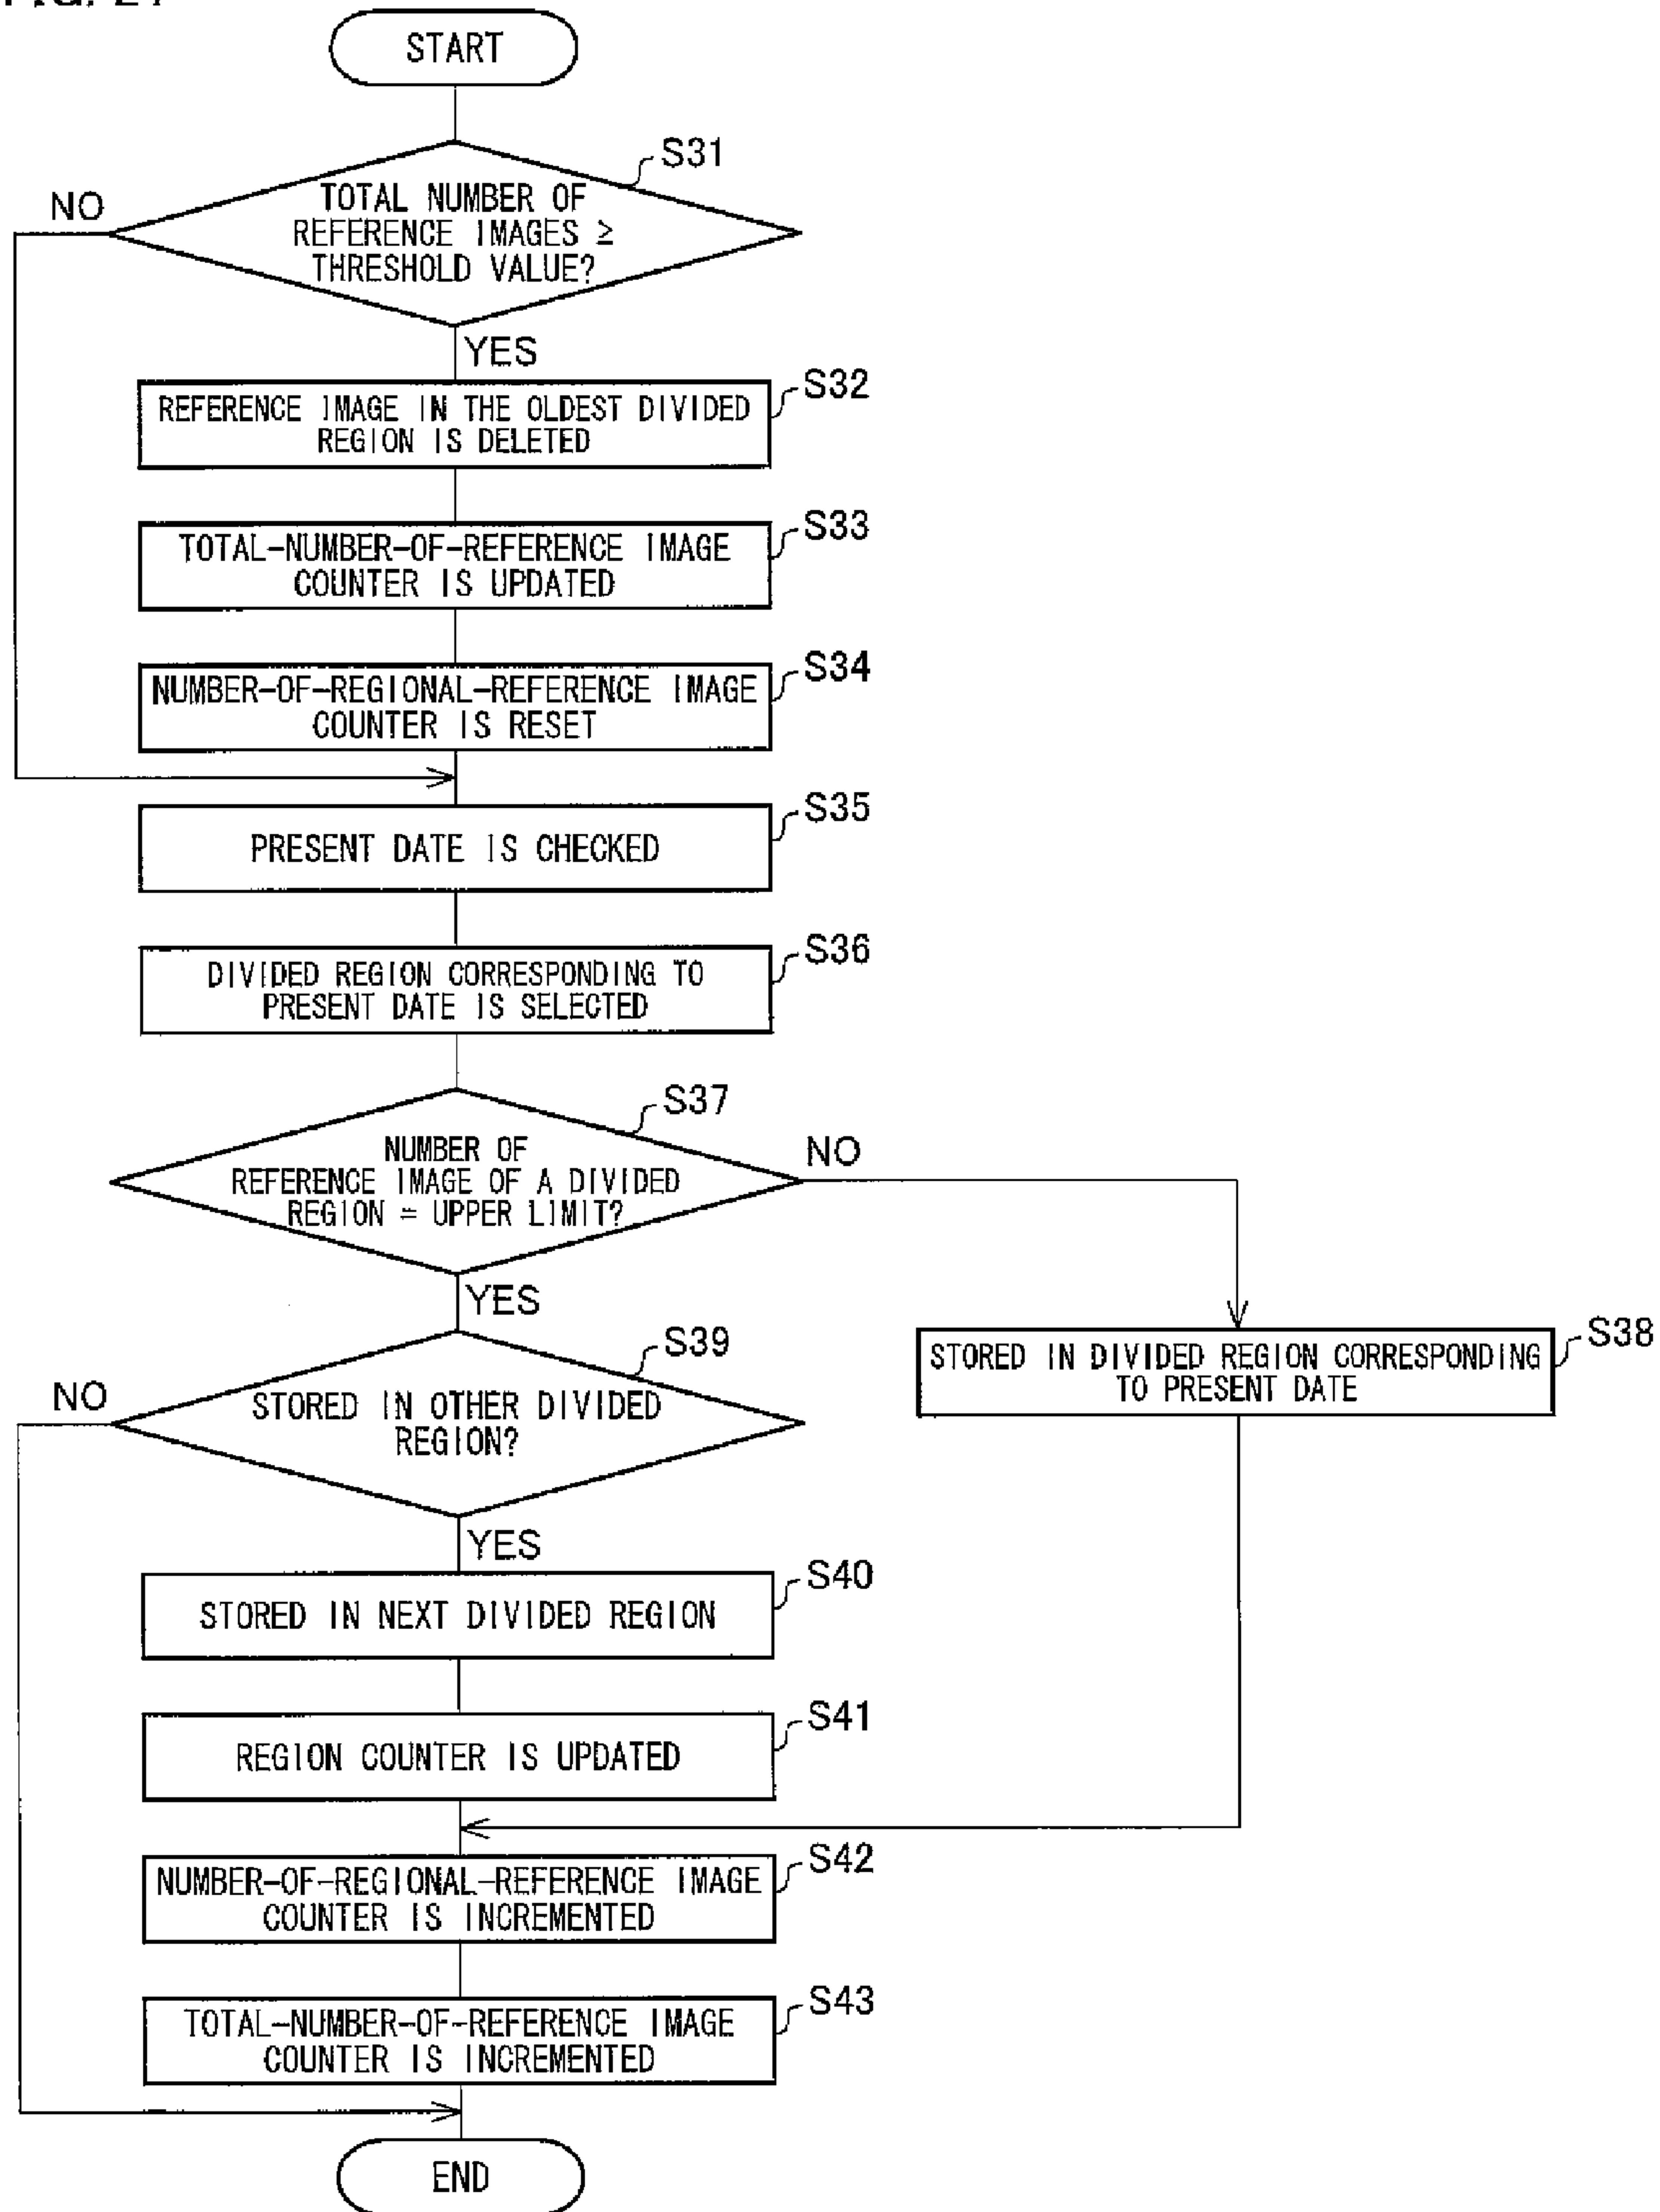 START
S31
TOTAL NUMBER OF
REFERENCE IMAGES ≥
THRESHOLD VALUE?
NO
YES
S32
REFERENCE IMAGE IN THE OLDEST DIVIDED
REGION IS DELETED
S33
TOTAL-NUMBER-OF-REFERENCE IMAGE
COUNTER IS UPDATED
S34
NUMBER-OF-REGIONAL-REFERENCE IMAGE
COUNTER IS RESET
S35
PRESENT DATE IS CHECKED
S36
DIVIDED REGION CORRESPONDING TO
PRESENT DATE IS SELECTED
S37
NUMBER OF
REFERENCE IMAGE OF A DIVIDED
REGION = UPPER LIMIT?
NO
YES
S38
STORED IN DIVIDED REGION CORRESPONDING
TO PRESENT DATE
S39
STORED IN OTHER DIVIDED
REGION?
NO
YES
S40
STORED IN NEXT DIVIDED REGION
S41
REGION COUNTER IS UPDATED
S42
NUMBER-OF-REGIONAL-REFERENCE IMAGE
COUNTER IS INCREMENTED
S43
TOTAL-NUMBER-OF-REFERENCE IMAGE
COUNTER IS INCREMENTED
END